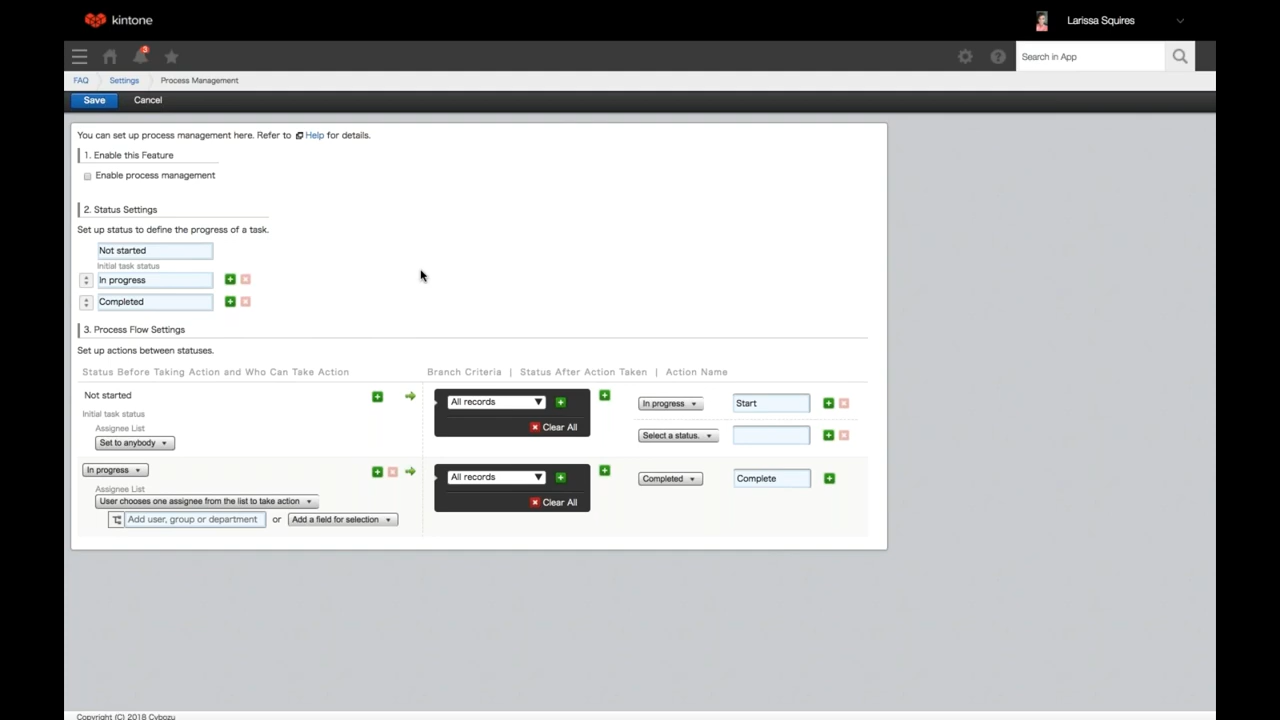 kintone
Larissa Squires
3
Search in App
FAQ Settings Process Management
Save Cancel
You can set up process management here. Refer to Help for details.
1. Enable this Feature
Enable process management
2. Status Settings
Set up status to define the progress of a task.
Not started
Initial task status
In progress
Completed
3. Process Flow Settings
Set up actions between statuses.
Status Before Taking Action and Who Can Take Action Branch Criteria | Status After Action Taken | Action Name
Not started
Initial task status
Assignee List
Set to anybody
All records
Clear All
In progress Start
Select a status.
In progress
Assignee List
User chooses one assignee from the list to take action
Add user, group or department or Add a field for selection
All records
Clear All
Completed Complete
Copyright (C) 2018 Cybozu